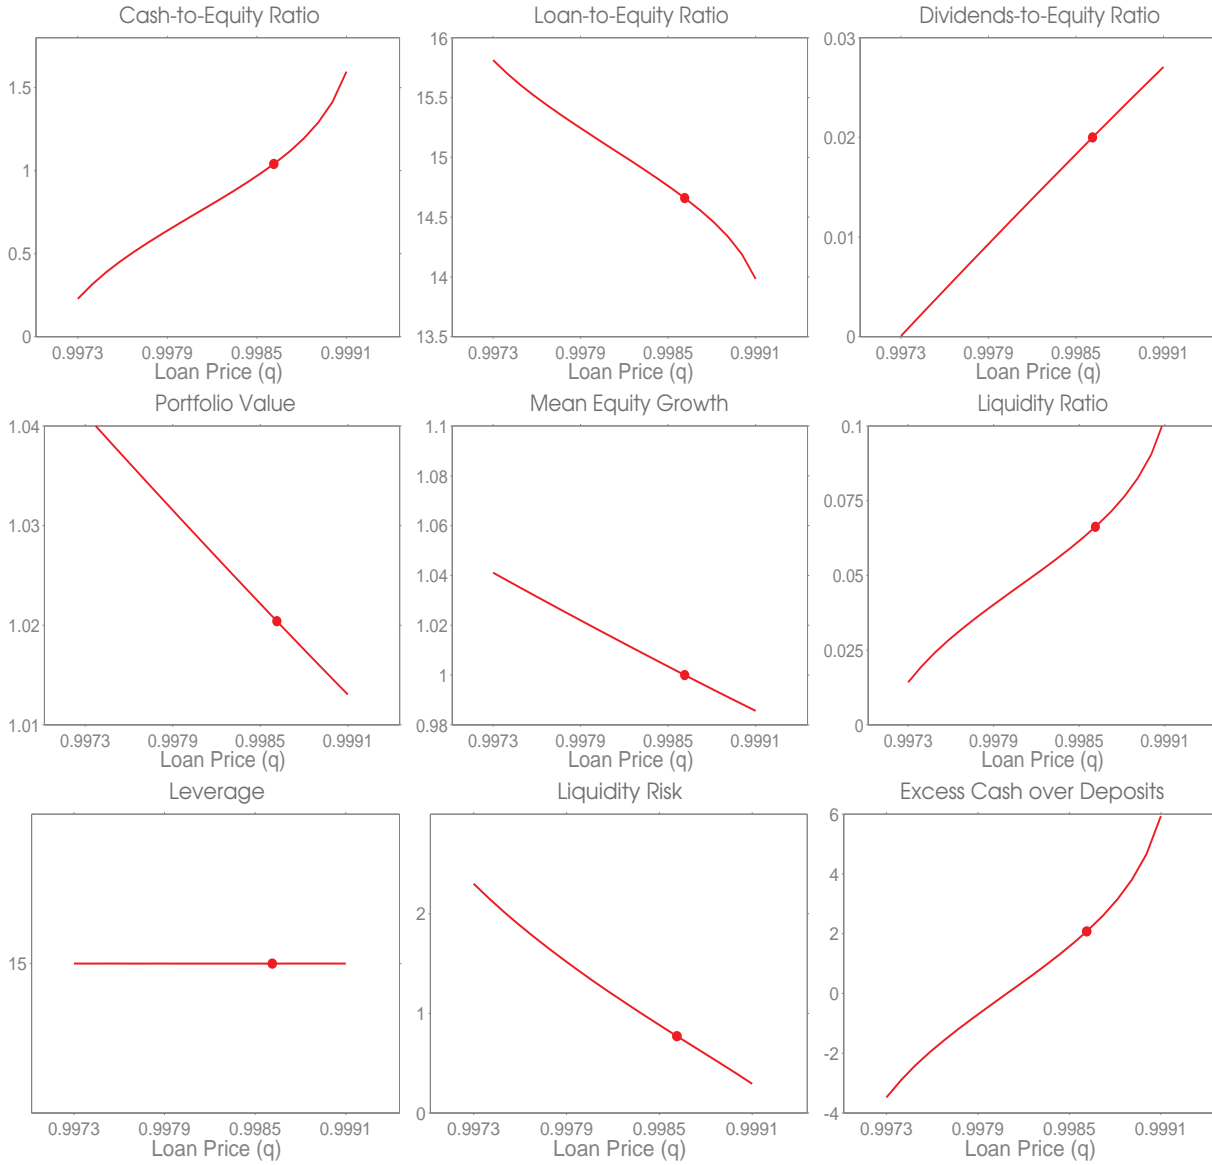 Cash-to-Equity Ratio
1.5
1
0.5
0
0.9973 0.9979 0.9985 0.9991
Loan Price (q)
Loan-to-Equity Ratio
16
15.5
15
14.5
14
13.5
0.9973 0.9979 0.9985 0.9991
Loan Price (q)
Dividends-to-Equity Ratio
0.03
0.02
0.01
0
0.9973 0.9979 0.9985 0.9991
Loan Price (q)
Portfolio Value
1.04
1.03
1.02
1.01
0.9973 0.9979 0.9985 0.9991
Loan Price (q)
Mean Equity Growth
1.1
1.08
1.06
1.04
1.02
1
0.98
0.9973 0.9979 0.9985 0.9991
Loan Price (q)
Liquidity Ratio
0.1
0.075
0.05
0.025
0
0.9973 0.9979 0.9985 0.9991
Loan Price (q)
Leverage
15
0.9973 0.9979 0.9985 0.9991
Loan Price (q)
Liquidity Risk
2
1
0
0.9973 0.9979 0.9985 0.9991
Loan Price (q)
Excess Cash over Deposits
6
4
2
0
-2
-4
0.9973 0.9979 0.9985 0.9991
Loan Price (q)